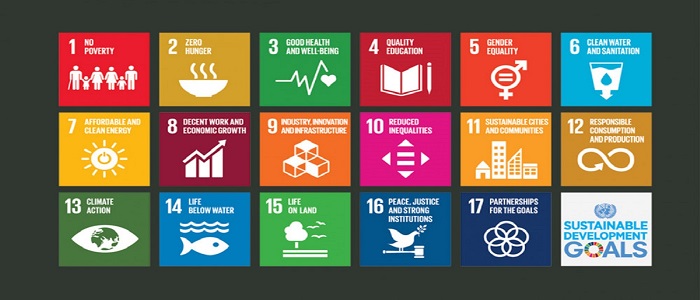 1 NO
POVERTY
2 ZERO
HUNGER
3 GOOD HEALTH
AND WELL-BEING
4 QUALITY
EDUCATION
5 GENDER
EQUALITY
6 CLEAN WATER
AND SANITATION
7 AFFORDABLE AND
CLEAN ENERGY
8 DECENT WORK AND
ECONOMIC GROWTH
9 INDUSTRY, INNOVATION
AND INFRASTRUCTURE
10 REDUCED
INEQUALITIES
11 SUSTAINABLE CITIES
AND COMMUNITIES
12 RESPONSIBLE
CONSUMPTION
AND PRODUCTION
13 CLIMATE
ACTION
14 LIFE
BELOW WATER
15 LIFE
ON LAND
16 PEACE, JUSTICE
AND STRONG
INSTITUTIONS
17 PARTNERSHIPS
FOR THE GOALS
SUSTAINABLE
DEVELOPMENT
GOALS